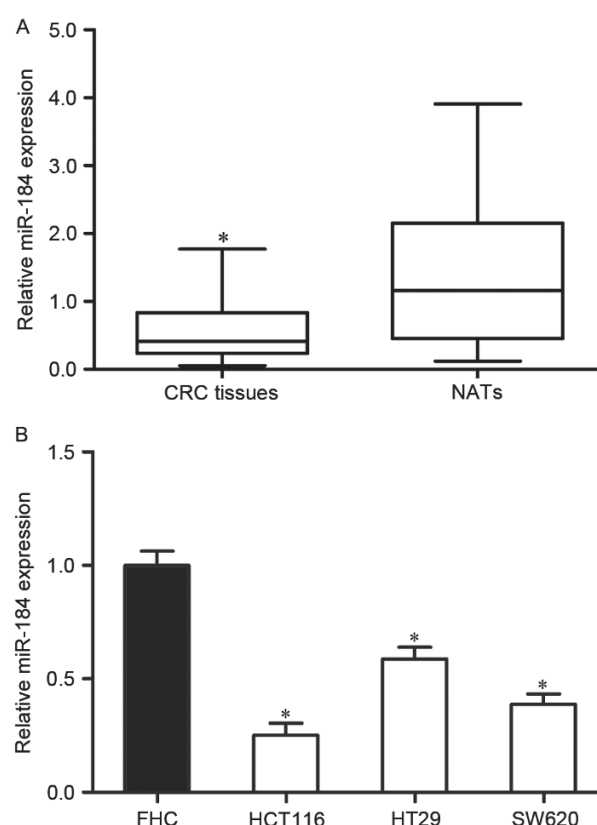 A
Relative miR-184 expression
5.0
4.0
3.0
2.0
1.0
0.0
*
CRC tissues
NATs
B
Relative miR-184 expression
1.5
1.0
0.5
0.0
*
*
*
FHC
HCT116
HT29
SW620